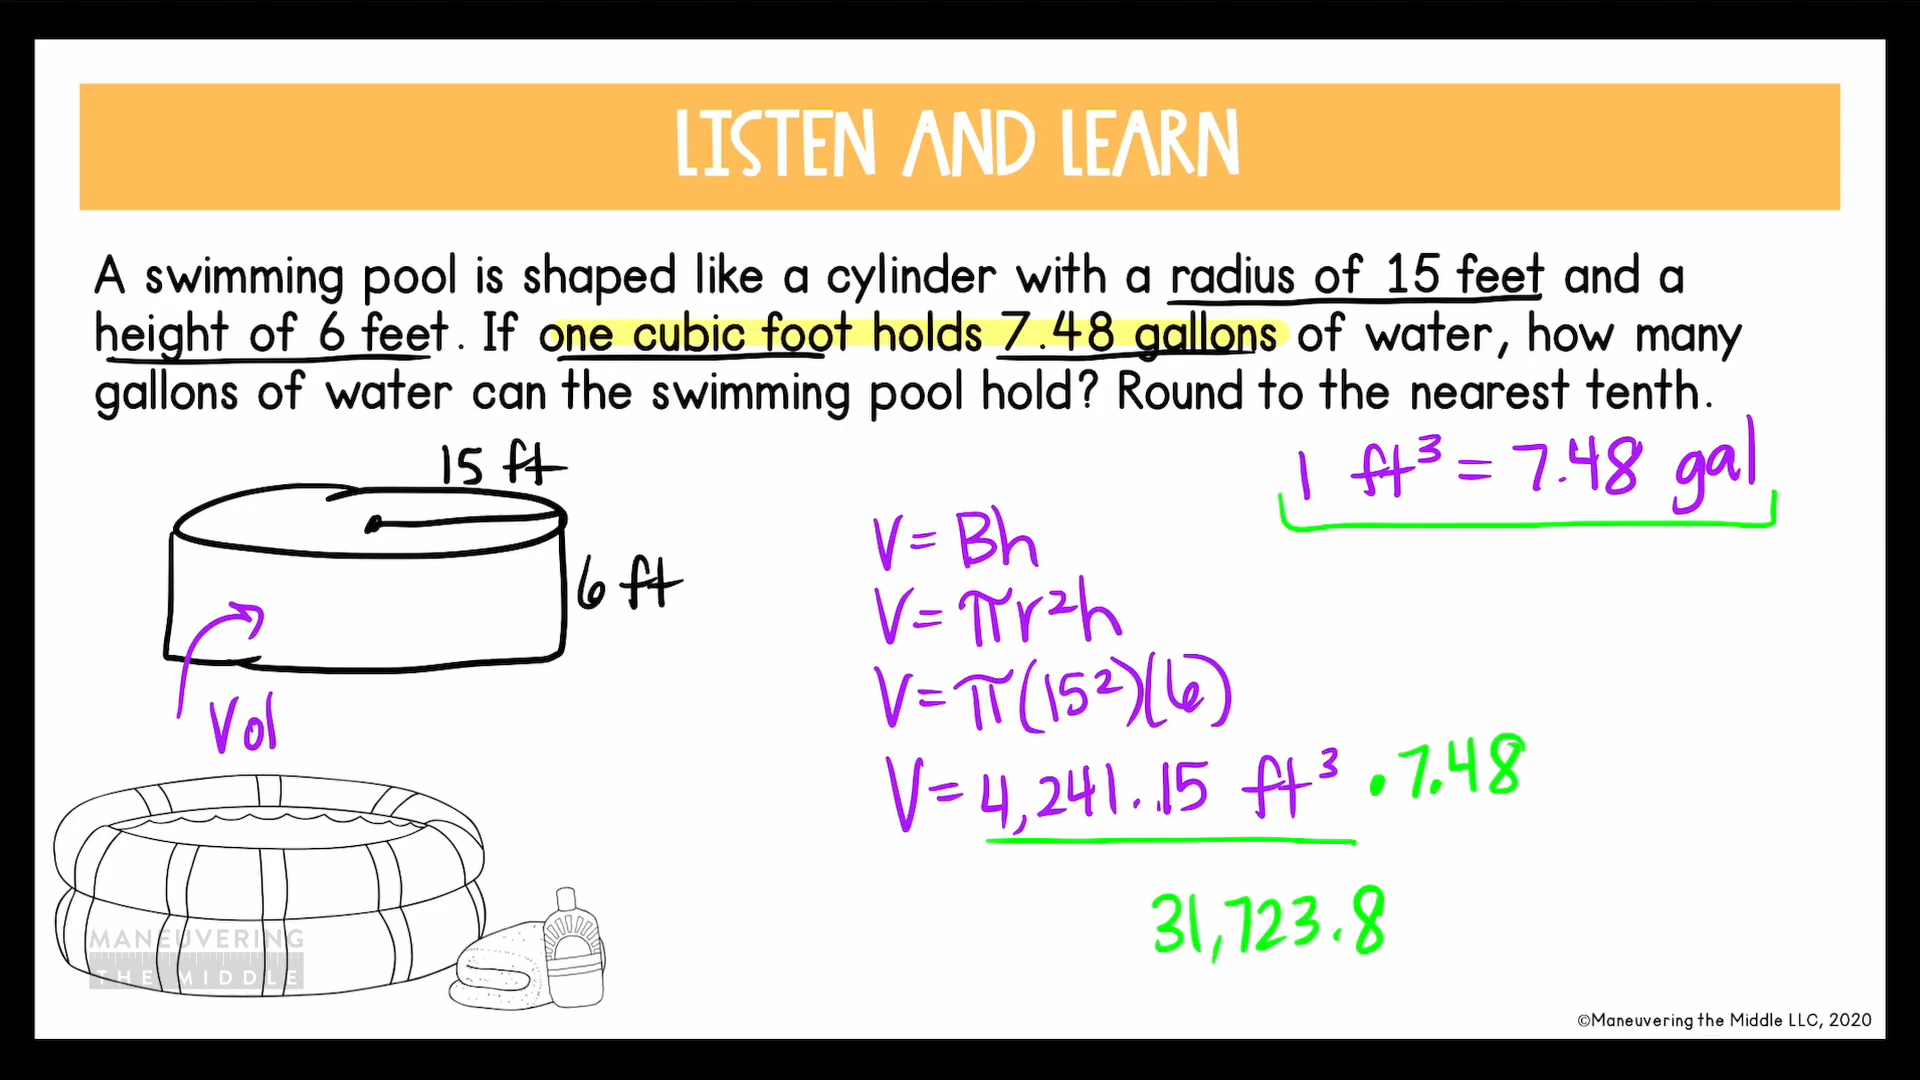 LISTEN AND LEARN
A swimming pool is shaped like a cylinder with a radius of 15 feet and a
height of 6 feet. If one cubic foot holds 7.48 gallons of water, how many
gallons of water can the swimming pool hold? Round to the nearest tenth.
15 ft
6 ft
Vol
1 ft³ = 7.48 gal
V = Bh
V = πr²h
V = π(15²)(6)
V = 4,241.15 ft³ • 7.48
31,723.8
MANEUVERING
THE MIDDLE
©Maneuvering the Middle LLC, 2020